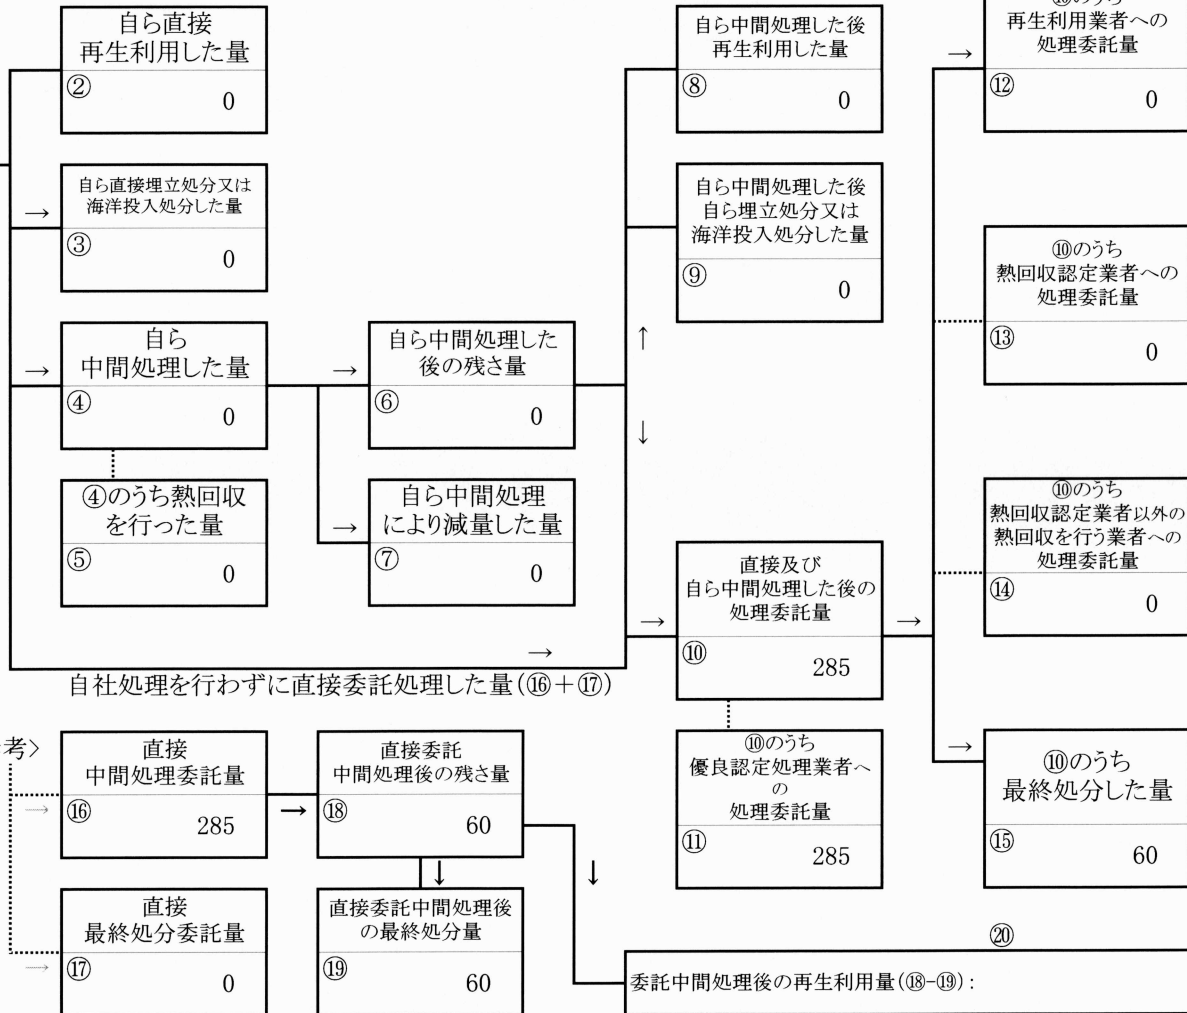 自ら直接
再生利用した量
②
0
自ら直接埋立処分又は
海洋投入処分した量
③
0
自ら
中間処理した量
④
0
④のうち熱回収
を行った量
⑤
0
自ら中間処理した
後の残さ量
⑥
0
自ら中間処理
により減量した量
⑦
0
自ら中間処理した後
再生利用した量
⑧
0
自ら中間処理した後
自ら埋立処分又は
海洋投入処分した量
⑨
0
直接及び
自ら中間処理した後の
処理委託量
⑩
285
⑩のうち
優良認定処理業者へ
の
処理委託量
⑪
285
再生利用業者への
処理委託量
⑫
0
⑩のうち
熱回収認定業者への
処理委託量
⑬
0
⑩のうち
熱回収認定業者以外の
熱回収を行う業者への
処理委託量
⑭
0
⑩のうち
最終処分した量
⑮
60
自社処理を行わずに直接委託処理した量(⑯+⑰)
考>
直接
中間処理委託量
⑯
285
直接委託
中間処理後の残さ量
⑱
60
直接
最終処分委託量
⑰
0
直接委託中間処理後
の最終処分量
⑲
60
⑳
委託中間処理後の再生利用量(⑱-⑲):